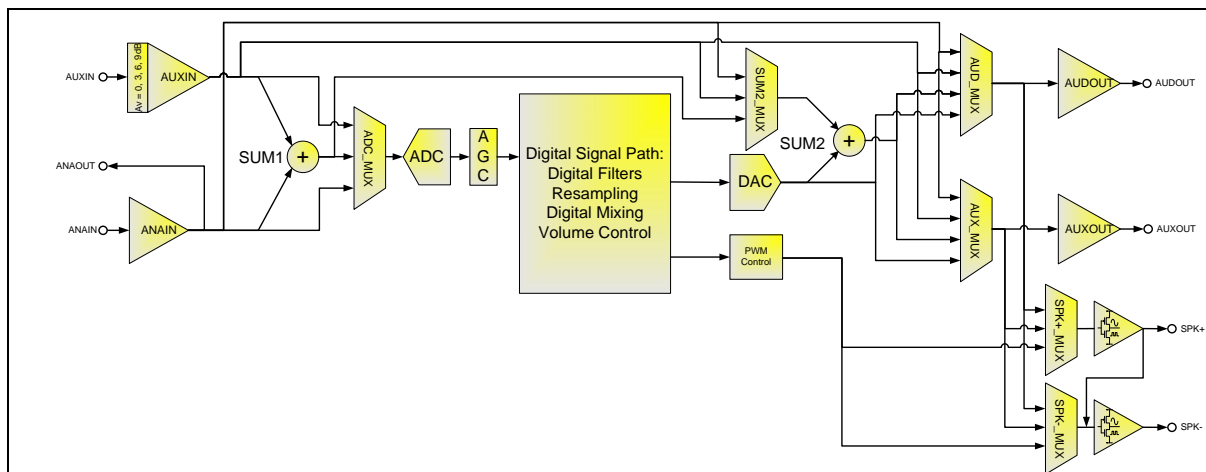 Av = 0, 3, 6, 9dB
AUXIN
AUXIN
ANAOUT
ANAIN
ANAIN
SUM1
+
ADC_MUX
ADC
A
G
C
Digital Signal Path:
Digital Filters
Resampling
Digital Mixing
Volume Control
SUM2_MUX
SUM2
+
DAC
PWM
Control
AUD_MUX
AUDOUT
AUDOUT
AUX_MUX
AUXOUT
AUXOUT
SPK+_MUX
SPK+
SPK-_MUX
SPK-